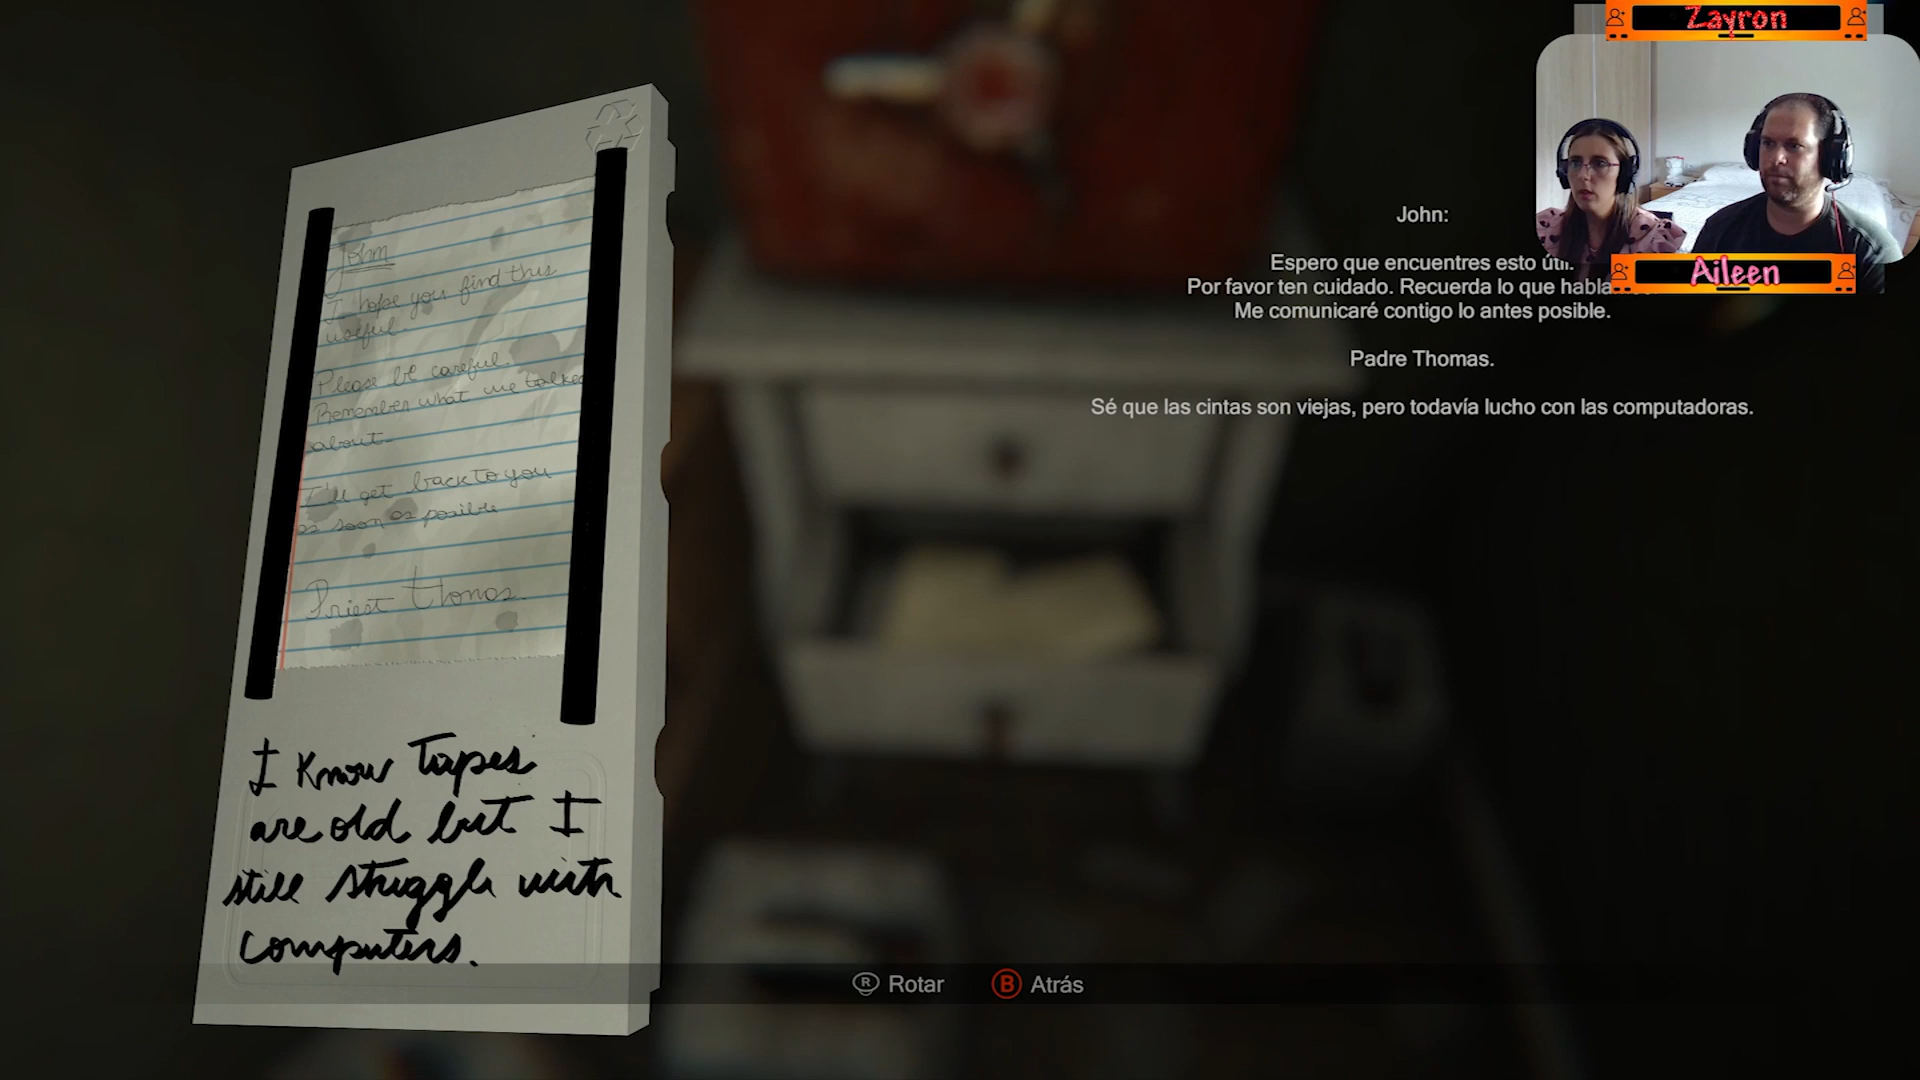 Zayron
Aileen
John
I hope you find this
useful.
Please be careful.
Remember what we talked
about
I'll get back to you
as soon as posible
Priest Thomas.
I Know Tapes
are old but I
still struggle with
computers.
John:
Espero que encuentres esto útil.
Por favor ten cuidado. Recuerda lo que habla
Me comunicaré contigo lo antes posible.
Padre Thomas.
Sé que las cintas son viejas, pero todavía lucho con las computadoras.
R Rotar
B Atrás